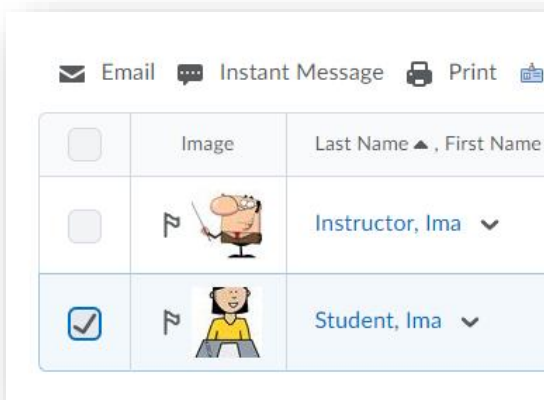 Email Instant Message Print
Image Last Name , First Name
Instructor, Ima
Student, Ima